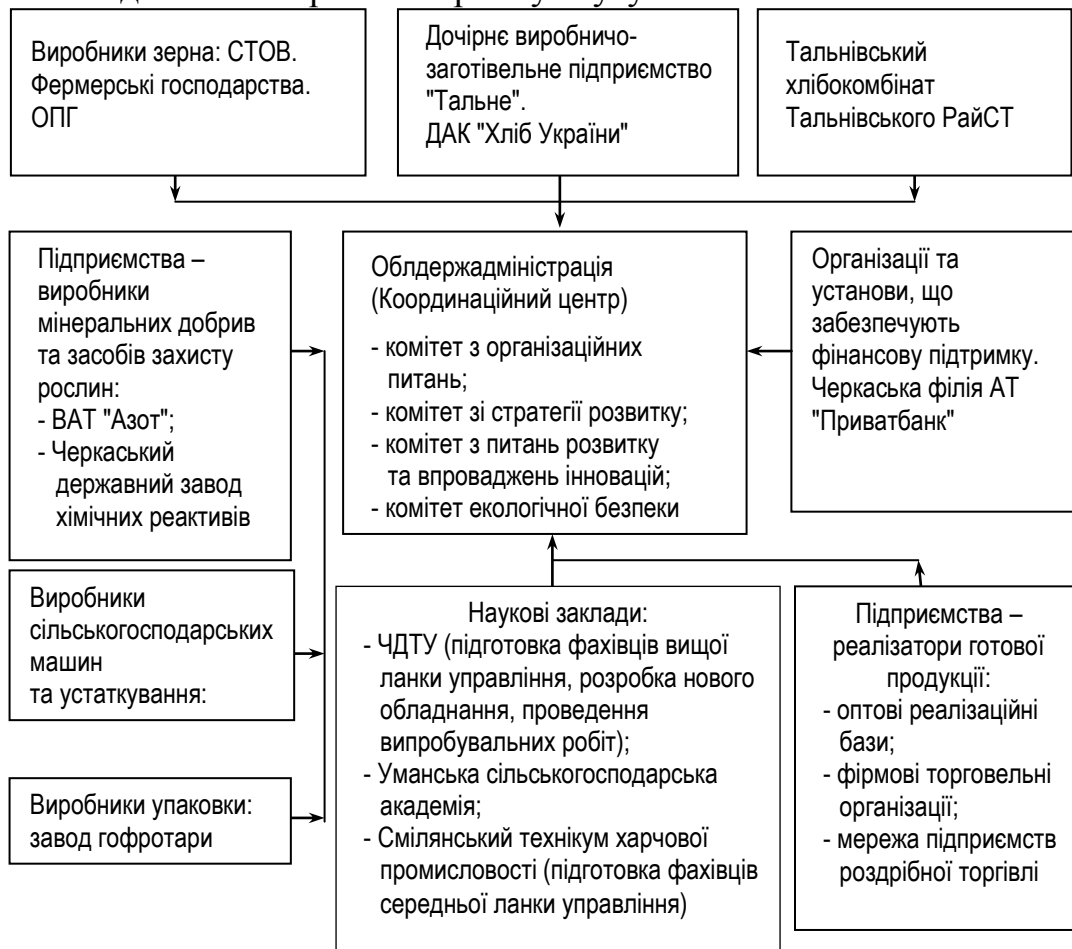 Виробники зерна: СТОВ.
Фермерські господарства.
ОПГ
Дочірнє виробничо-
заготівельне підприємство
"Тальне".
ДАК "Хліб України"
Тальнівський
хлібокомбінат
Тальнівського РайСТ
Підприємства –
виробники
мінеральних добрив
та засобів захисту
рослин:
- ВАТ "Азот";
- Черкаський
державний завод
хімічних реактивів
Облдержадміністрація
(Координаційний центр)
- комітет з організаційних
питань;
- комітет зі стратегії розвитку;
- комітет з питань розвитку
та впроваджень інновацій;
- комітет екологічної безпеки
Організації та
установи, що
забезпечують
фінансову підтримку.
Черкаська філія АТ
"Приватбанк"
Виробники
сільськогосподарських
машин
та устаткування:
Виробники упаковки:
завод гофротари
Наукові заклади:
- ЧДТУ (підготовка фахівців вищої
ланки управління, розробка нового
обладнання, проведення
випробувальних робіт);
- Уманська сільськогосподарська
академія;
- Смілянський технікум харчової
промисловості (підготовка фахівців
середньої ланки управління)
Підприємства –
реалізатори готової
продукції:
- оптові реалізаційні
бази;
- фірмові торговельні
організації;
- мережа підприємств
роздрібної торгівлі